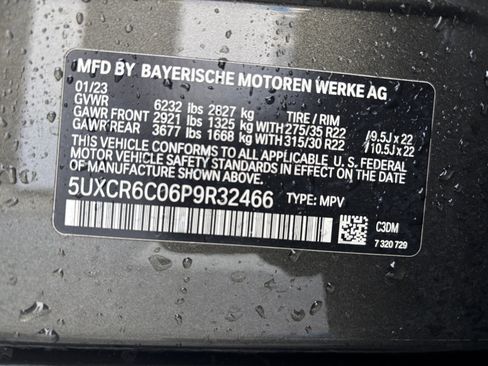 MFD BY BAYERISCHE MOTOREN WERKE AG
01/23
GVWR 6232 lbs 2827 kg TIRE / RIM
GAWR FRONT 2921 lbs 1325 kg WITH 275/35 R22 /9.5J x 22
GAWR REAR 3677 lbs 1668 kg WITH 315/30 R22 /10.5J x 22
THIS VEHICLE CONFORMS TO ALL APPLICABLE FEDERAL
MOTOR VEHICLE SAFETY STANDARDS IN EFFECT ON THE DATE OF
MANUFACTURE SHOWN ABOVE.
5UXCR6C06P9R32466 TYPE: MPV
C3DM
7 320 729